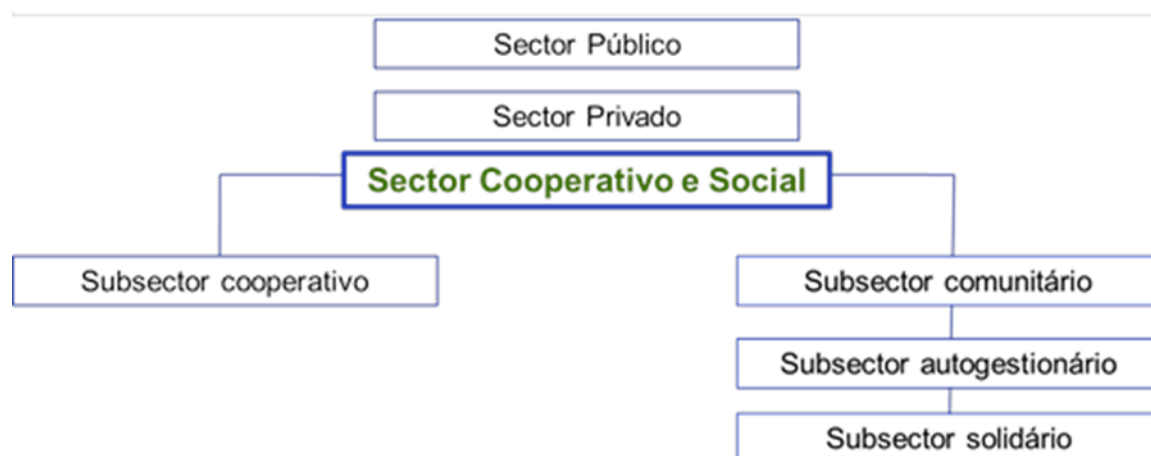 Sector Público
Sector Privado
Sector Cooperativo e Social
Subsector cooperativo
Subsector comunitário
Subsector autogestionário
Subsector solidário